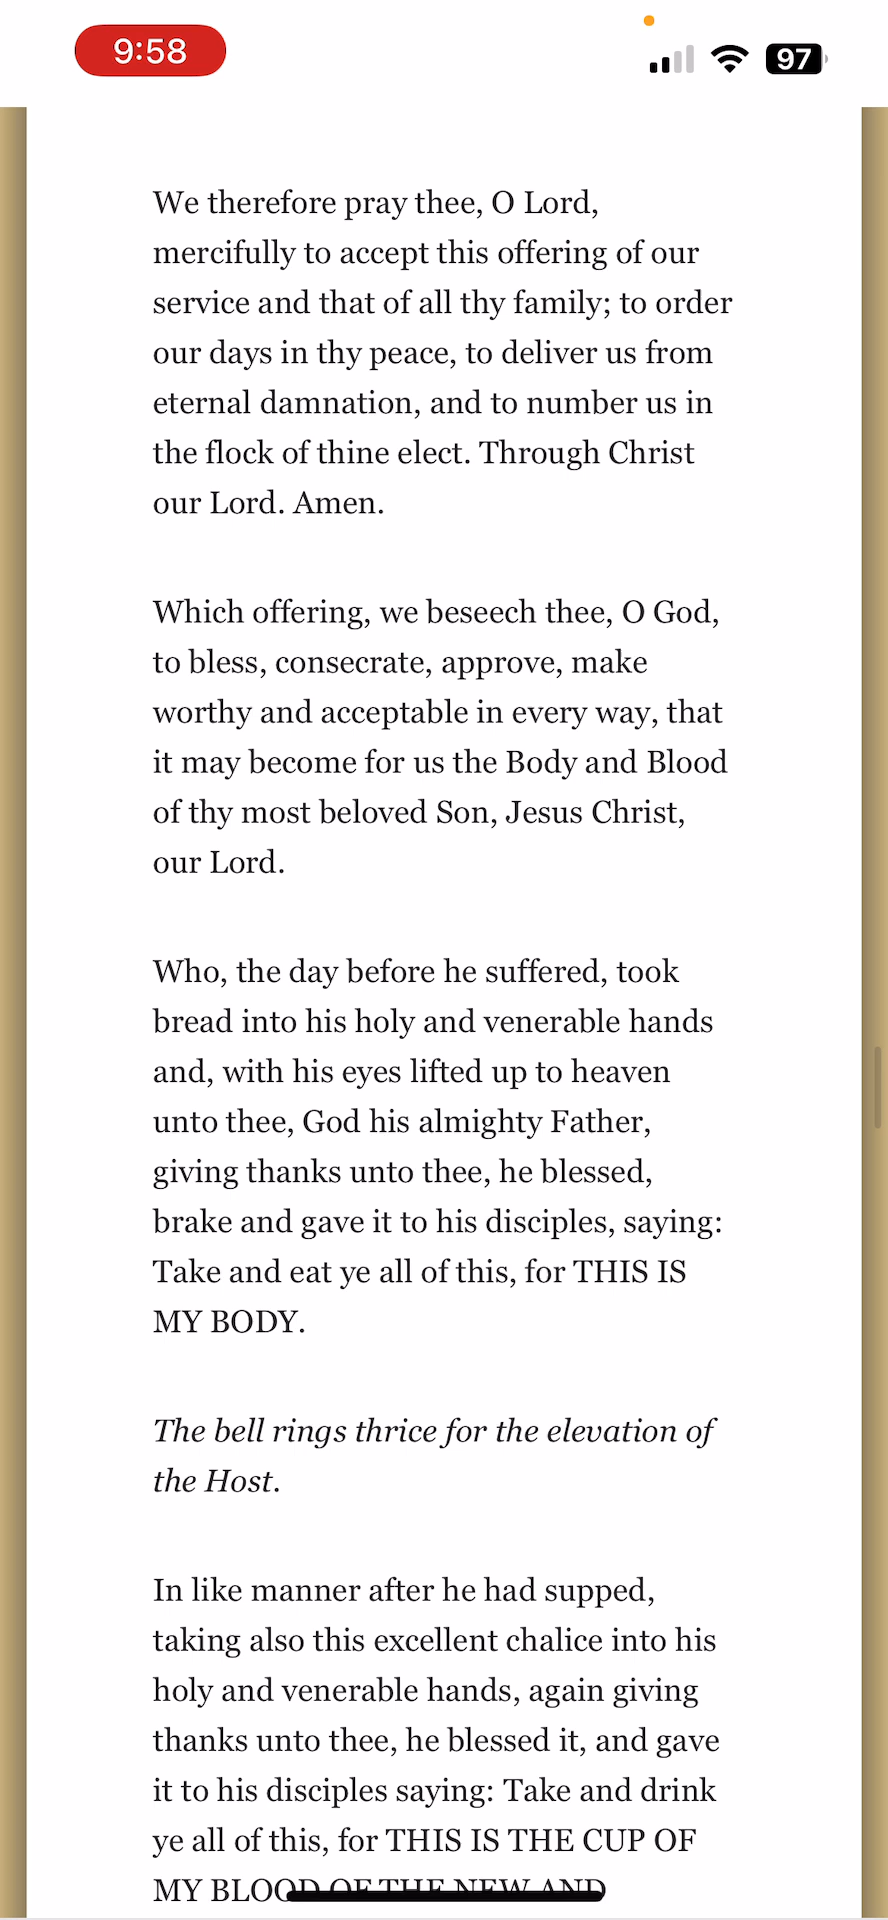 9:58
97
We therefore pray thee, O Lord,
mercifully to accept this offering of our
service and that of all thy family; to order
our days in thy peace, to deliver us from
eternal damnation, and to number us in
the flock of thine elect. Through Christ
our Lord. Amen.
Which offering, we beseech thee, O God,
to bless, consecrate, approve, make
worthy and acceptable in every way, that
it may become for us the Body and Blood
of thy most beloved Son, Jesus Christ,
our Lord.
Who, the day before he suffered, took
bread into his holy and venerable hands
and, with his eyes lifted up to heaven
unto thee, God his almighty Father,
giving thanks unto thee, he blessed,
brake and gave it to his disciples, saying:
Take and eat ye all of this, for THIS IS
MY BODY.
The bell rings thrice for the elevation of
the Host.
In like manner after he had supped,
taking also this excellent chalice into his
holy and venerable hands, again giving
thanks unto thee, he blessed it, and gave
it to his disciples saying: Take and drink
ye all of this, for THIS IS THE CUP OF
MY BLOOD OF THE NEW AND